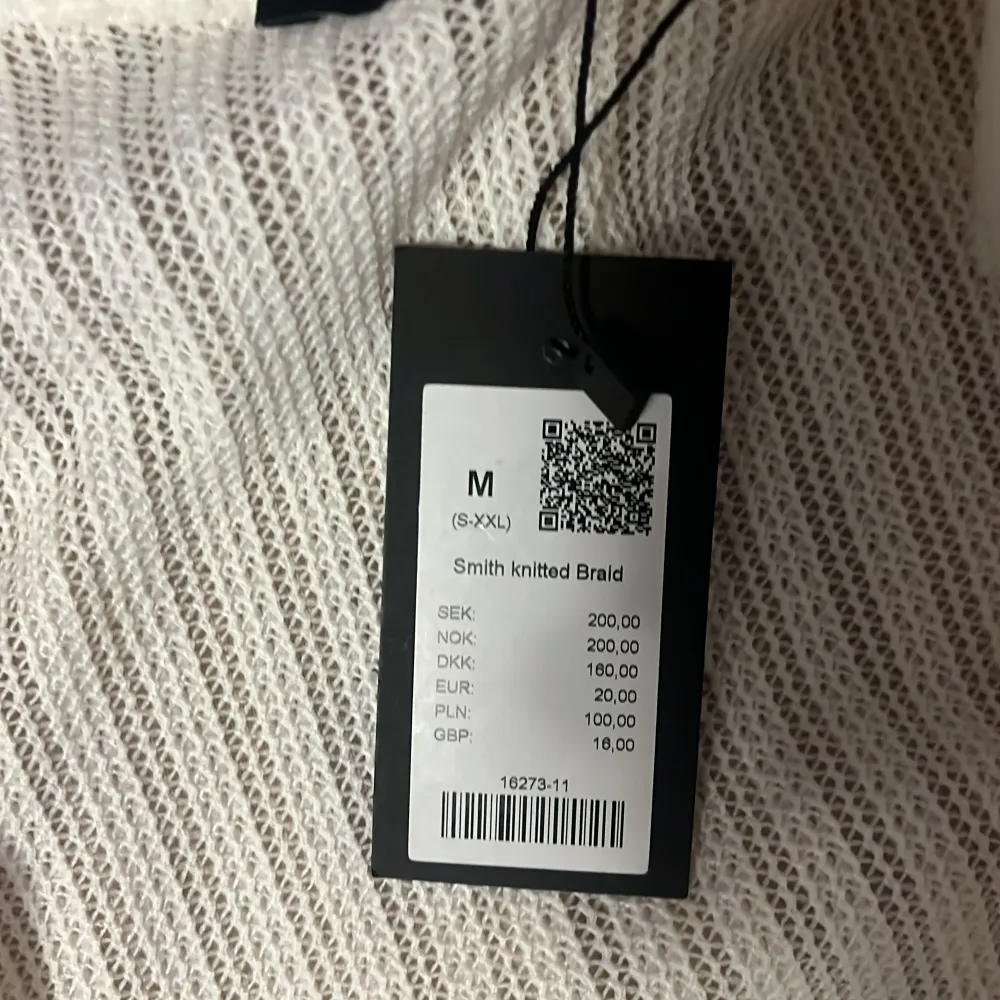 M
(S-XXL)
Smith knitted Braid
SEK: 200,00
NOK: 200,00
DKK: 160,00
EUR: 20,00
PLN: 100,00
GBP: 16,00
16273-11